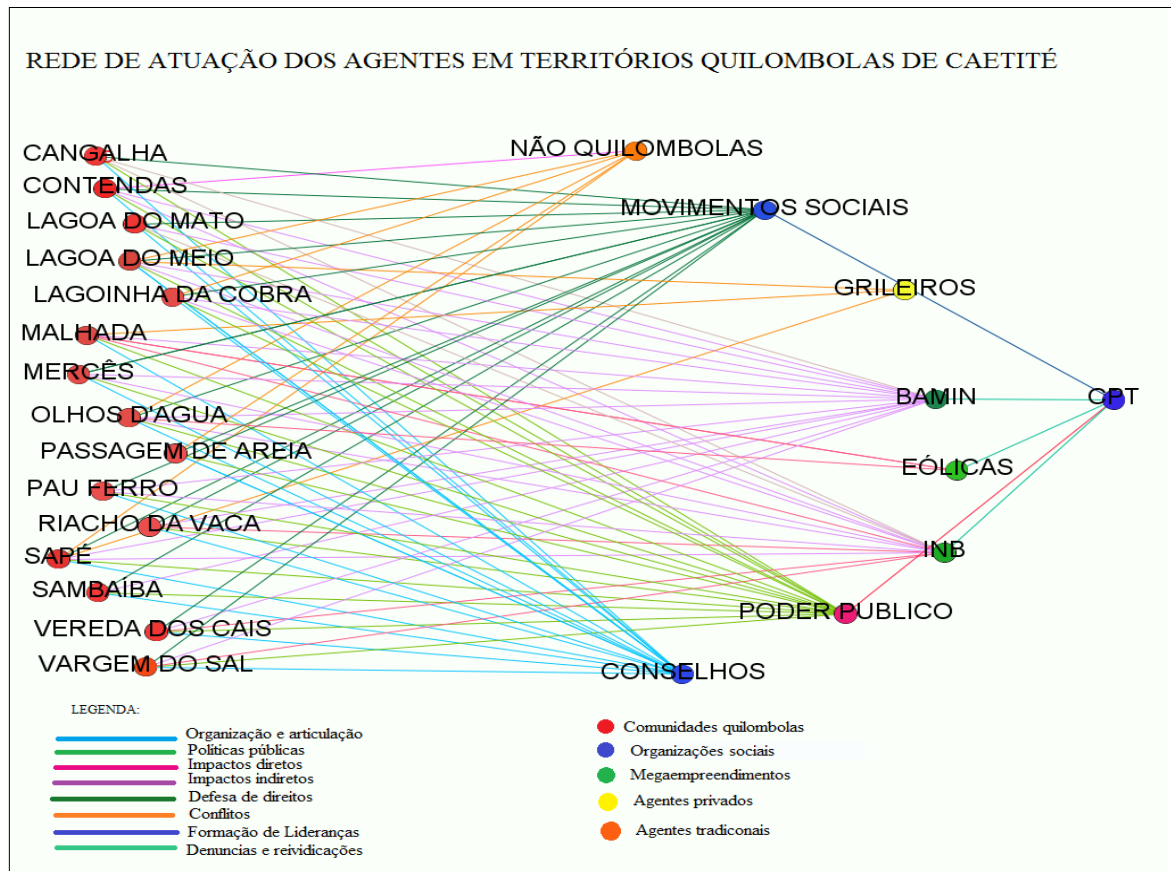 REDE DE ATUAÇÃO DOS AGENTES EM TERRITÓRIOS QUILOMBOLAS DE CAETITÉ
CANGALHA
CONTENDAS
LAGOA DO MATO
LAGOA DO MEIO
LAGOINHA DA COBRA
MALHADA
MERCÊS
OLHOS D'AGUA
PASSAGEM DE AREIA
PAU FERRO
RIACHO DA VACA
SAPÉ
SAMBAIBA
VEREDA DOS CAIS
VARGEM DO SAL
NÃO QUILOMBOLAS
MOVIMENTOS SOCIAIS
GRILEIROS
BAMIN
CPT
EÓLICAS
INB
PODER PUBLICO
CONSELHOS
LEGENDA:
Organização e articulação
Políticas públicas
Impactos diretos
Impactos indiretos
Defesa de direitos
Conflitos
Formação de Lideranças
Denuncias e reividicações
Comunidades quilombolas
Organizações sociais
Megaempreendimentos
Agentes privados
Agentes tradiconais